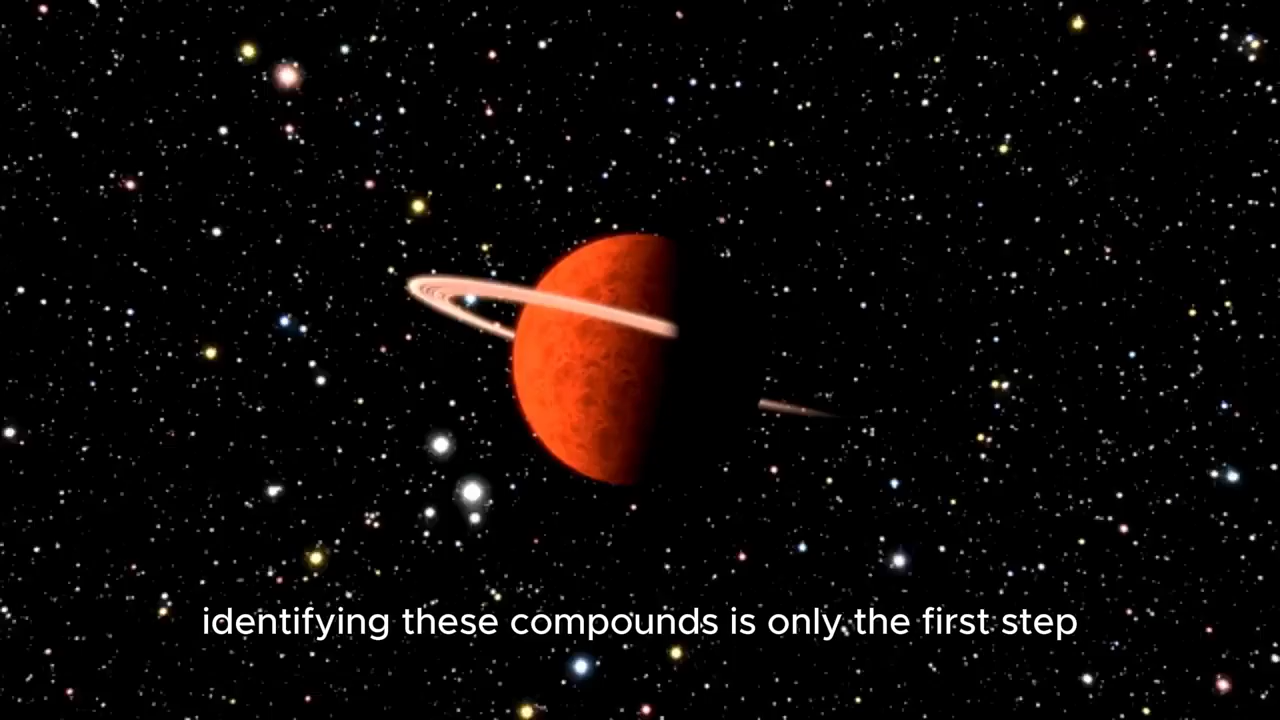 identifying these compounds is only the first step